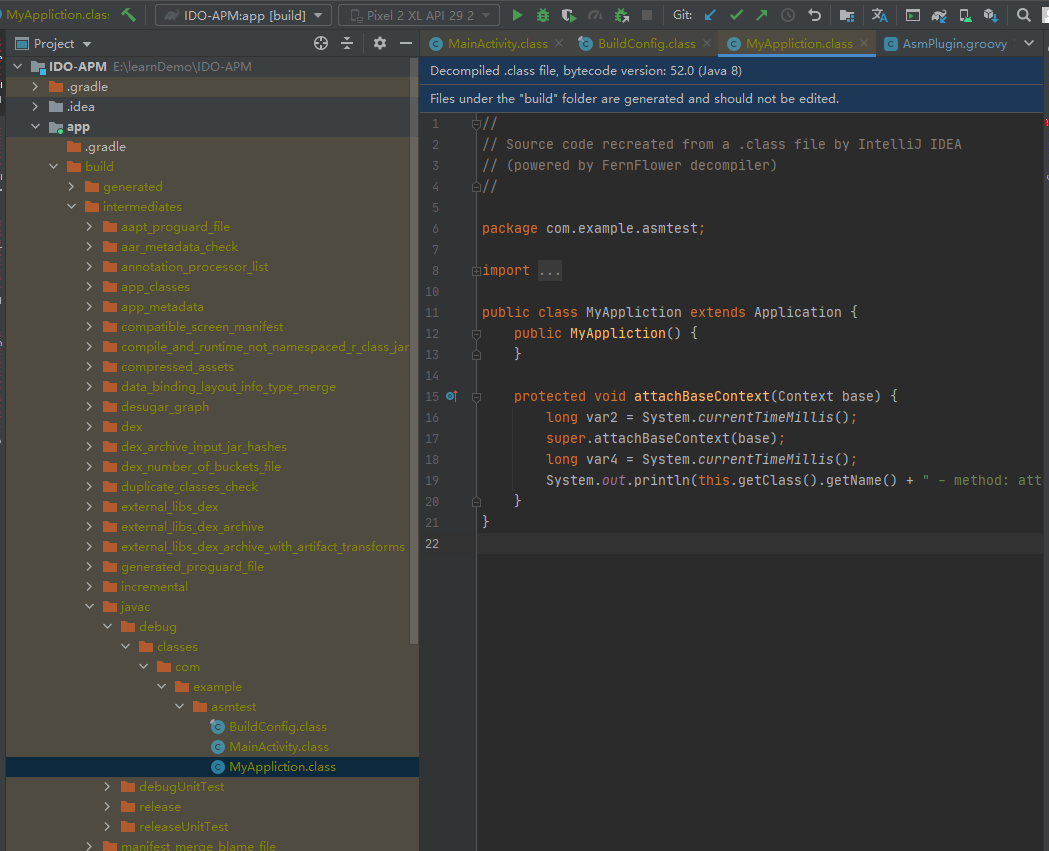 MyAppliction.class
IDO-APM:app [build]
Pixel 2 XL API 29 2
Git:
Project
MainActivity.class
BuildConfig.class
MyAppliction.class
AsmPlugin.groovy
IDO-APM E:\learnDemo\IDO-APM
.gradle
.idea
app
.gradle
build
generated
intermediates
aapt_proguard_file
aar_metadata_check
annotation_processor_list
app_classes
app_metadata
compatible_screen_manifest
compile_and_runtime_not_namespaced_r_class_jar
compressed_assets
data_binding_layout_info_type_merge
desugar_graph
dex
dex_archive_input_jar_hashes
dex_number_of_buckets_file
duplicate_classes_check
external_libs_dex
external_libs_dex_archive
external_libs_dex_archive_with_artifact_transforms
generated_proguard_file
incremental
javac
debug
classes
com
example
asmtest
BuildConfig.class
MainActivity.class
MyAppliction.class
debugUnitTest
release
releaseUnitTest
manifest_merge_blame_file
Decompiled .class file, bytecode version: 52.0 (Java 8)
Files under the "build" folder are generated and should not be edited.
1 //
2 // Source code recreated from a .class file by IntelliJ IDEA
3 // (powered by FernFlower decompiler)
4 //
5
6 package com.example.asmtest;
7
8 import ...
10
11 public class MyAppliction extends Application {
12 public MyAppliction() {
13 }
14
15 protected void attachBaseContext(Context base) {
16 long var2 = System.currentTimeMillis();
17 super.attachBaseContext(base);
18 long var4 = System.currentTimeMillis();
19 System.out.println(this.getClass().getName() + " - method: att
20 }
21 }
22